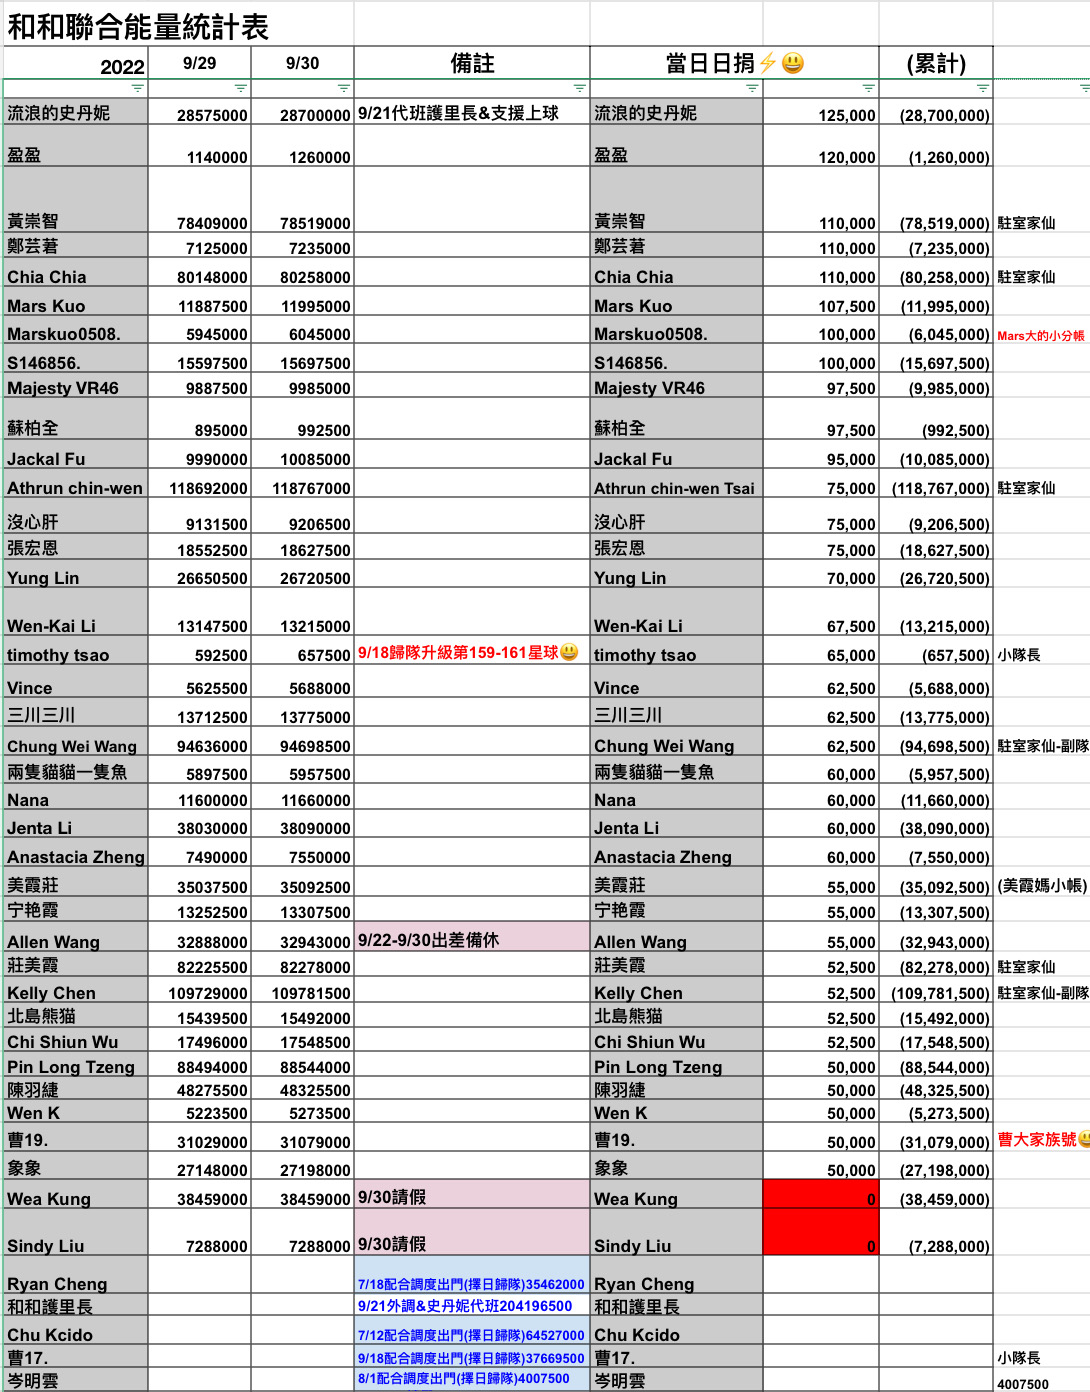 和和聯合能量統計表
2022 9/29 9/30 備註 當日日捐⚡😃 (累計)
流浪的史丹妮 28575000 28700000 9/21代班護里長&支援上球 流浪的史丹妮 125,000 (28,700,000)
盈盈 1140000 1260000 盈盈 120,000 (1,260,000)
黃崇智 78409000 78519000 黃崇智 110,000 (78,519,000) 駐室家仙
鄭芸著 7125000 7235000 鄭芸著 110,000 (7,235,000)
Chia Chia 80148000 80258000 Chia Chia 110,000 (80,258,000) 駐室家仙
Mars Kuo 11887500 11995000 Mars Kuo 107,500 (11,995,000)
Marskuo0508. 5945000 6045000 Marskuo0508. 100,000 (6,045,000) Mars大的小分帳
S146856. 15597500 15697500 S146856. 100,000 (15,697,500)
Majesty VR46 9887500 9985000 Majesty VR46 97,500 (9,985,000)
蘇柏全 895000 992500 蘇柏全 97,500 (992,500)
Jackal Fu 9990000 10085000 Jackal Fu 95,000 (10,085,000)
Athrun chin-wen 118692000 118767000 Athrun chin-wen Tsai 75,000 (118,767,000) 駐室家仙
沒心肝 9131500 9206500 沒心肝 75,000 (9,206,500)
張宏恩 18552500 18627500 張宏恩 75,000 (18,627,500)
Yung Lin 26650500 26720500 Yung Lin 70,000 (26,720,500)
Wen-Kai Li 13147500 13215000 Wen-Kai Li 67,500 (13,215,000)
timothy tsao 592500 657500 9/18歸隊升級第159-161星球😃 timothy tsao 65,000 (657,500) 小隊長
Vince 5625500 5688000 Vince 62,500 (5,688,000)
三川三川 13712500 13775000 三川三川 62,500 (13,775,000)
Chung Wei Wang 94636000 94698500 Chung Wei Wang 62,500 (94,698,500) 駐室家仙-副隊
兩隻貓貓一隻魚 5897500 5957500 兩隻貓貓一隻魚 60,000 (5,957,500)
Nana 11600000 11660000 Nana 60,000 (11,660,000)
Jenta Li 38030000 38090000 Jenta Li 60,000 (38,090,000)
Anastacia Zheng 7490000 7550000 Anastacia Zheng 60,000 (7,550,000)
美霞莊 35037500 35092500 美霞莊 55,000 (35,092,500) (美霞媽小帳)
宁艳霞 13252500 13307500 宁艳霞 55,000 (13,307,500)
Allen Wang 32888000 32943000 9/22-9/30出差備休 Allen Wang 55,000 (32,943,000)
莊美霞 82225500 82278000 莊美霞 52,500 (82,278,000) 駐室家仙
Kelly Chen 109729000 109781500 Kelly Chen 52,500 (109,781,500) 駐室家仙-副隊
北島熊猫 15439500 15492000 北島熊猫 52,500 (15,492,000)
Chi Shiun Wu 17496000 17548500 Chi Shiun Wu 52,500 (17,548,500)
Pin Long Tzeng 88494000 88544000 Pin Long Tzeng 50,000 (88,544,000)
陳羽緁 48275500 48325500 陳羽緁 50,000 (48,325,500)
Wen K 5223500 5273500 Wen K 50,000 (5,273,500)
曹19. 31029000 31079000 曹19. 50,000 (31,079,000) 曹大家族號😃
象象 27148000 27198000 象象 50,000 (27,198,000)
Wea Kung 38459000 38459000 9/30請假 Wea Kung 0 (38,459,000)
Sindy Liu 7288000 7288000 9/30請假 Sindy Liu 0 (7,288,000)
Ryan Cheng 7/18配合調度出門(擇日歸隊)35462000 Ryan Cheng
和和護里長 9/21外調&史丹妮代班204196500 和和護里長
Chu Kcido 7/12配合調度出門(擇日歸隊)64527000 Chu Kcido
曹17. 9/18配合調度出門(擇日歸隊)37669500 曹17. 小隊長
岑明雲 8/1配合調度出門(擇日歸隊)4007500 岑明雲 4007500